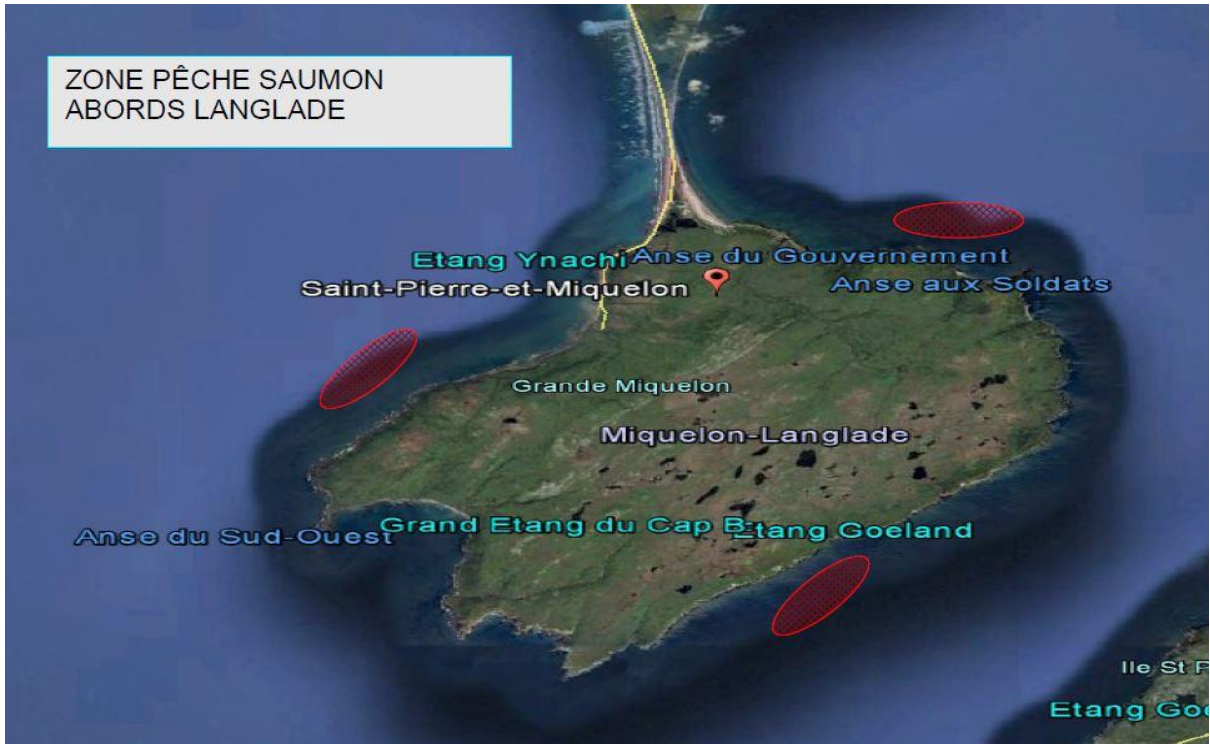 ZONE PÊCHE SAUMON
ABORDS LANGLADE
Etang Ynachi
Anse du Gouvernement
Saint-Pierre-et-Miquelon
Anse aux Soldats
Grande Miquelon
Miquelon-Langlade
Anse du Sud-Ouest
Grand Etang du Cap B
Etang Goeland
Ile St P
Etang Goe